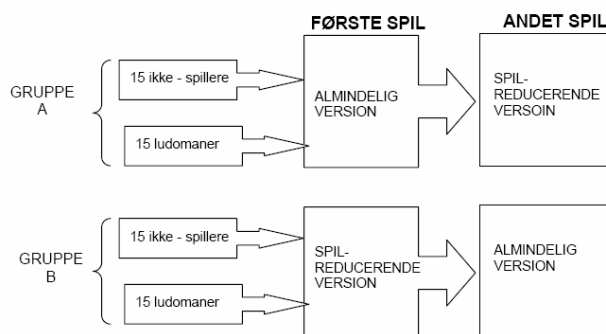 FØRSTE SPIL
ANDET SPIL
GRUPPE
A
15 ikke - spillere
15 ludomaner
ALMINDELIG
VERSION
SPIL-
REDUCERENDE
VERSOIN
GRUPPE
B
15 ikke - spillere
15 ludomaner
SPIL-
REDUCERENDE
VERSION
ALMINDELIG
VERSION